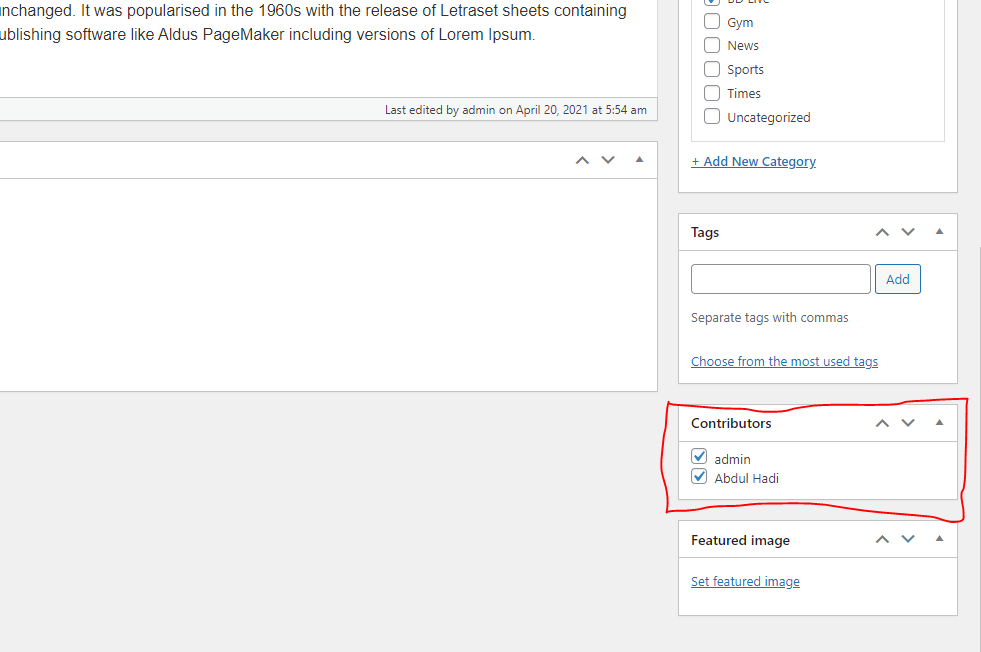 nchanged. It was popularised in the 1960s with the release of Letraset sheets containing
ublishing software like Aldus PageMaker including versions of Lorem Ipsum.
Last edited by admin on April 20, 2021 at 5:54 am
BD Live
Gym
News
Sports
Times
Uncategorized
+ Add New Category
Tags
Add
Separate tags with commas
Choose from the most used tags
Contributors
admin
Abdul Hadi
Featured image
Set featured image